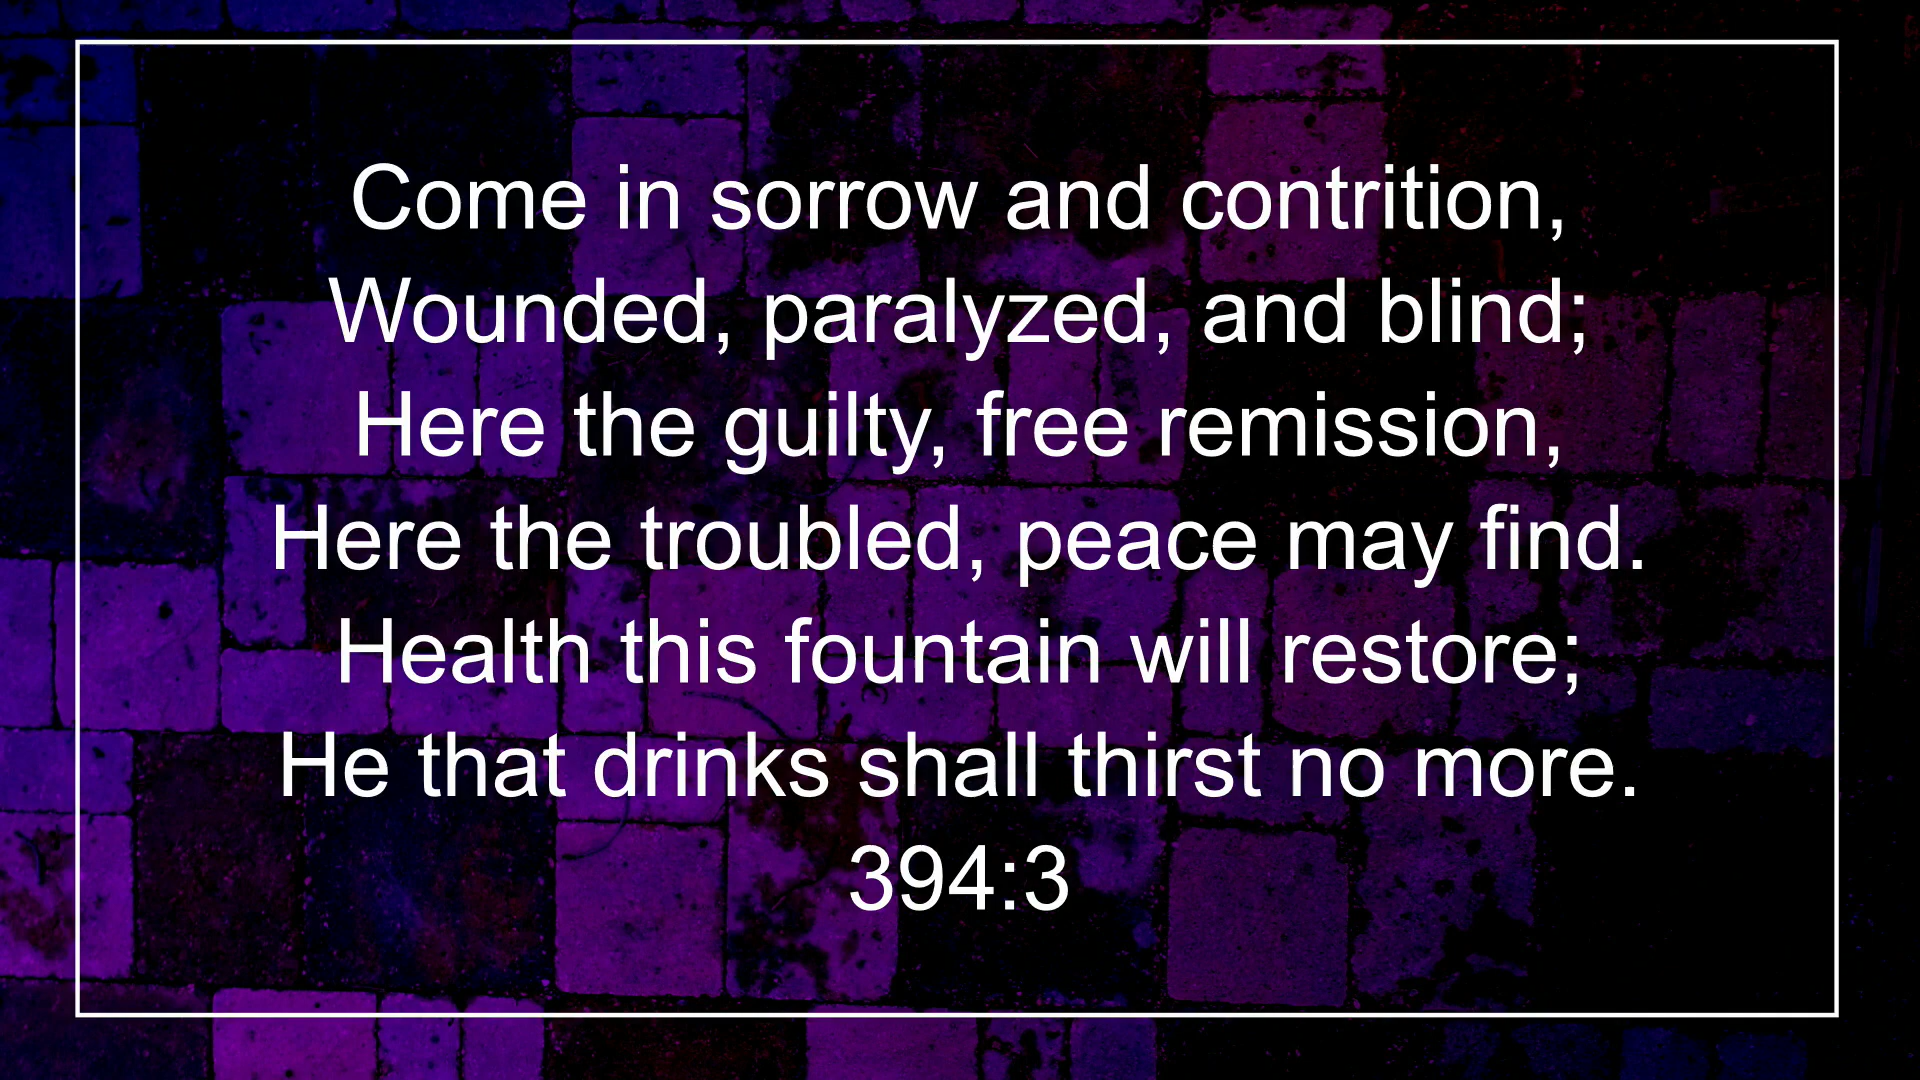 Come in sorrow and contrition,
Wounded, paralyzed, and blind;
Here the guilty, free remission,
Here the troubled, peace may find.
Health this fountain will restore;
He that drinks shall thirst no more.
394:3